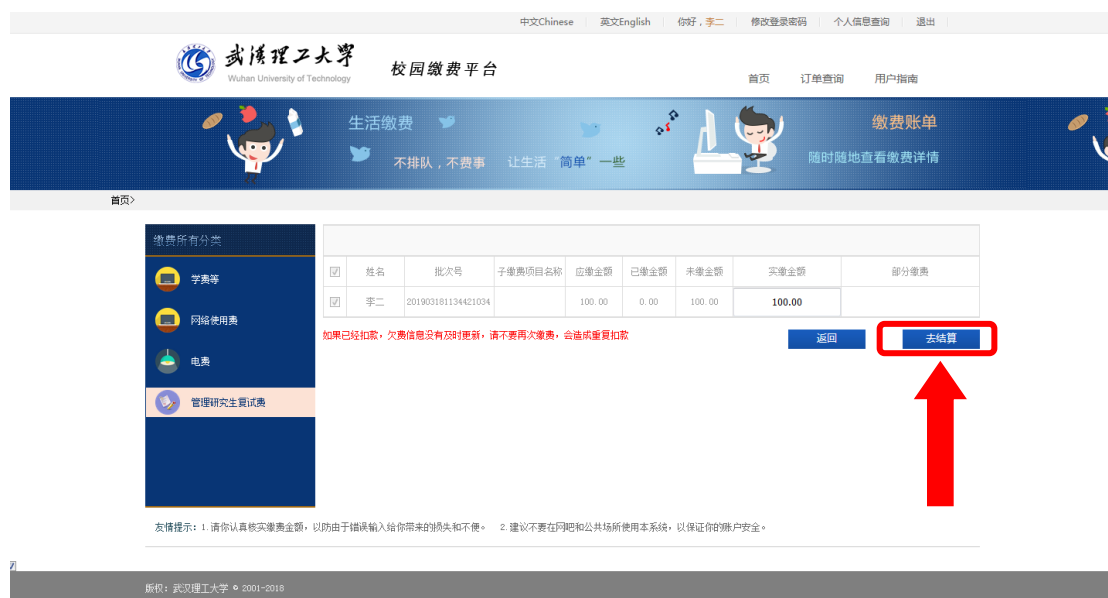 中文Chinese 英文English 你好，李二 修改登录密码 个人信息查询 退出
武汉理工大学
Wuhan University of Technology
校园缴费平台
首页 订单查询 用户指南
生活缴费
不排队，不费事 让生活“简单”一些
缴费账单
随时随地查看缴费详情
首页>
缴费所有分类
学费等
网络使用费
电费
管理研究生复试费
姓名 批次号 子缴费项目名称 应缴金额 已缴金额 未缴金额 实缴金额 部分缴费
李二 201903181134421034 100.00 0.00 100.00 100.00
如果已经扣款，欠费信息没有及时更新，请不要再次缴费，会造成重复扣款
返回 去结算
友情提示：1.请你认真核实缴费金额，以防由于错误输入给你带来的损失和不便。 2.建议不要在网吧和公共场所使用本系统，以保证你的账户安全。
版权：武汉理工大学 © 2001-2018